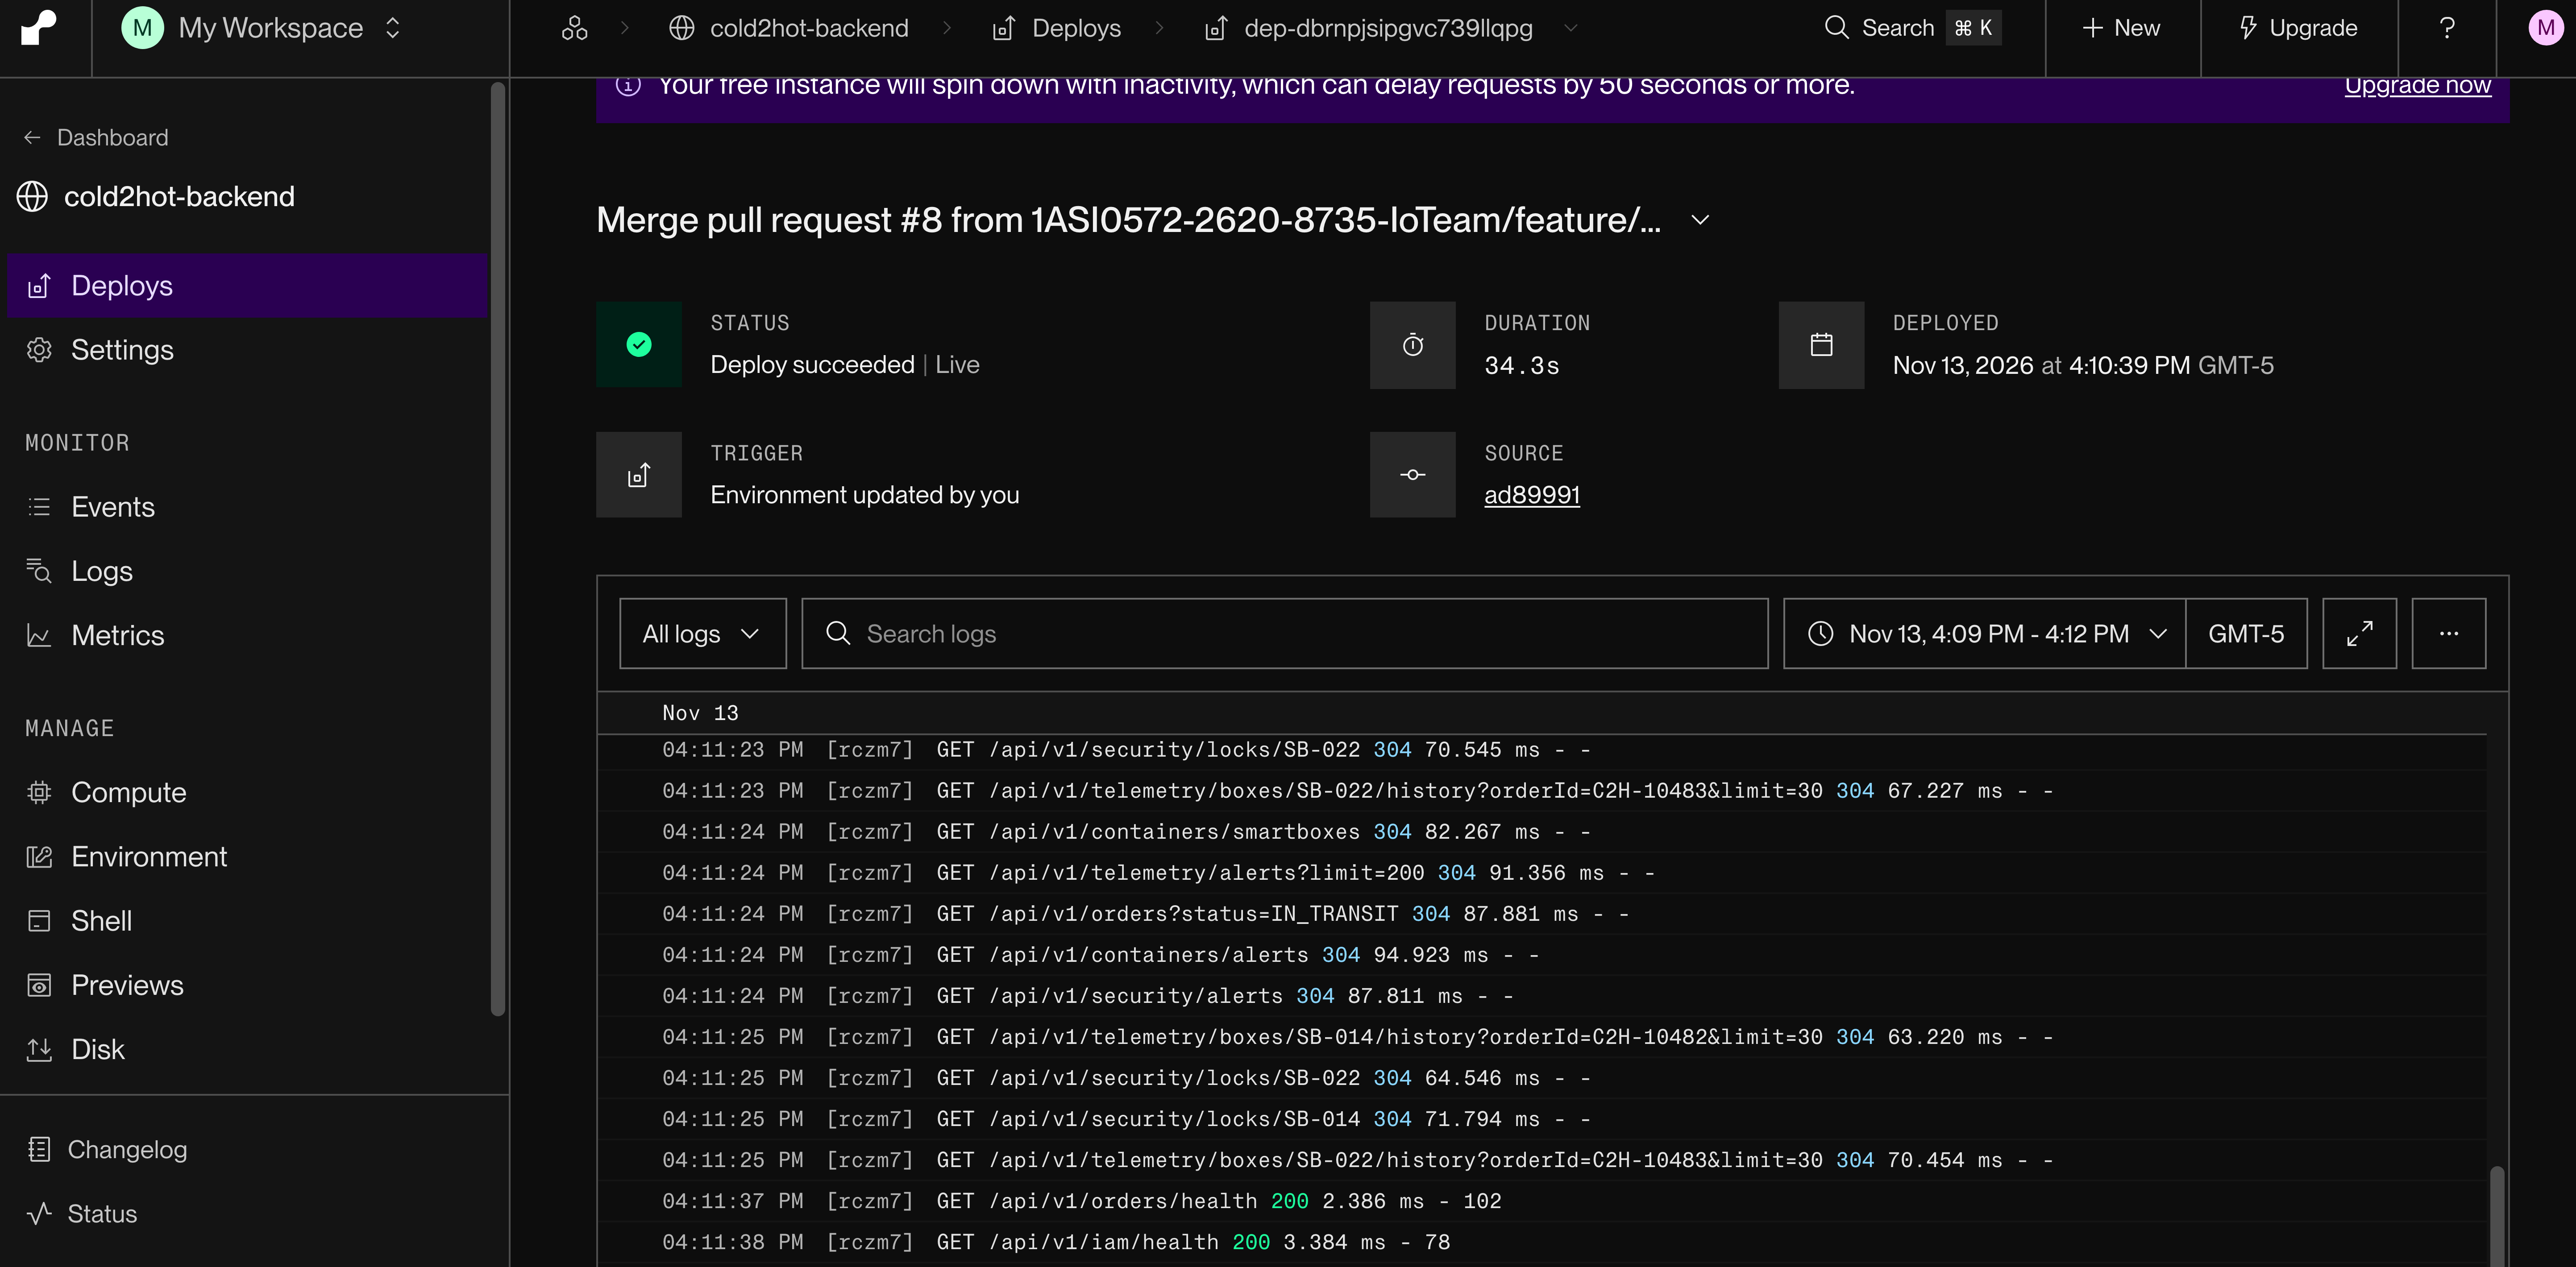 M My Workspace
cold2hot-backend
Deploys
dep-dbrnpjsipgvc739llqpg
Search ⌘ K
+ New
Upgrade
?
M
Your free instance will spin down with inactivity, which can delay requests by 50 seconds or more.
Upgrade now
← Dashboard
cold2hot-backend
Deploys
Settings
MONITOR
Events
Logs
Metrics
MANAGE
Compute
Environment
Shell
Previews
Disk
Changelog
Status
Merge pull request #8 from 1ASI0572-2620-8735-IoTeam/feature/...
STATUS
Deploy succeeded | Live
DURATION
34.3s
DEPLOYED
Nov 13, 2026 at 4:10:39 PM GMT-5
TRIGGER
Environment updated by you
SOURCE
ad89991
All logs
Search logs
Nov 13, 4:09 PM - 4:12 PM
GMT-5
...
Nov 13
04:11:23 PM [rczm7] GET /api/v1/security/locks/SB-022 304 70.545 ms - -
04:11:23 PM [rczm7] GET /api/v1/telemetry/boxes/SB-022/history?orderId=C2H-10483&limit=30 304 67.227 ms - -
04:11:24 PM [rczm7] GET /api/v1/containers/smartboxes 304 82.267 ms - -
04:11:24 PM [rczm7] GET /api/v1/telemetry/alerts?limit=200 304 91.356 ms - -
04:11:24 PM [rczm7] GET /api/v1/orders?status=IN_TRANSIT 304 87.881 ms - -
04:11:24 PM [rczm7] GET /api/v1/containers/alerts 304 94.923 ms - -
04:11:24 PM [rczm7] GET /api/v1/security/alerts 304 87.811 ms - -
04:11:25 PM [rczm7] GET /api/v1/telemetry/boxes/SB-014/history?orderId=C2H-10482&limit=30 304 63.220 ms - -
04:11:25 PM [rczm7] GET /api/v1/security/locks/SB-022 304 64.546 ms - -
04:11:25 PM [rczm7] GET /api/v1/security/locks/SB-014 304 71.794 ms - -
04:11:25 PM [rczm7] GET /api/v1/telemetry/boxes/SB-022/history?orderId=C2H-10483&limit=30 304 70.454 ms - -
04:11:37 PM [rczm7] GET /api/v1/orders/health 200 2.386 ms - 102
04:11:38 PM [rczm7] GET /api/v1/iam/health 200 3.384 ms - 78